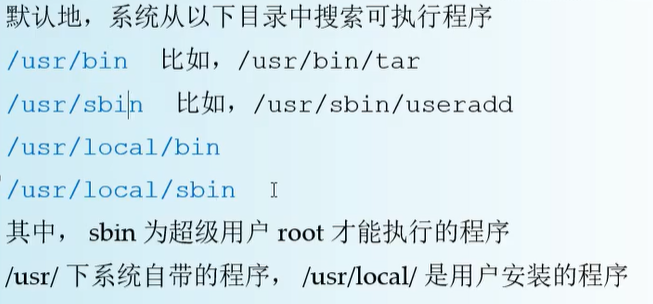 默认地，系统从以下目录中搜索可执行程序
/usr/bin 比如，/usr/bin/tar
/usr/sbin 比如，/usr/sbin/useradd
/usr/local/bin
/usr/local/sbin
其中， sbin 为超级用户 root 才能执行的程序
/usr/ 下系统自带的程序， /usr/local/ 是用户安装的程序